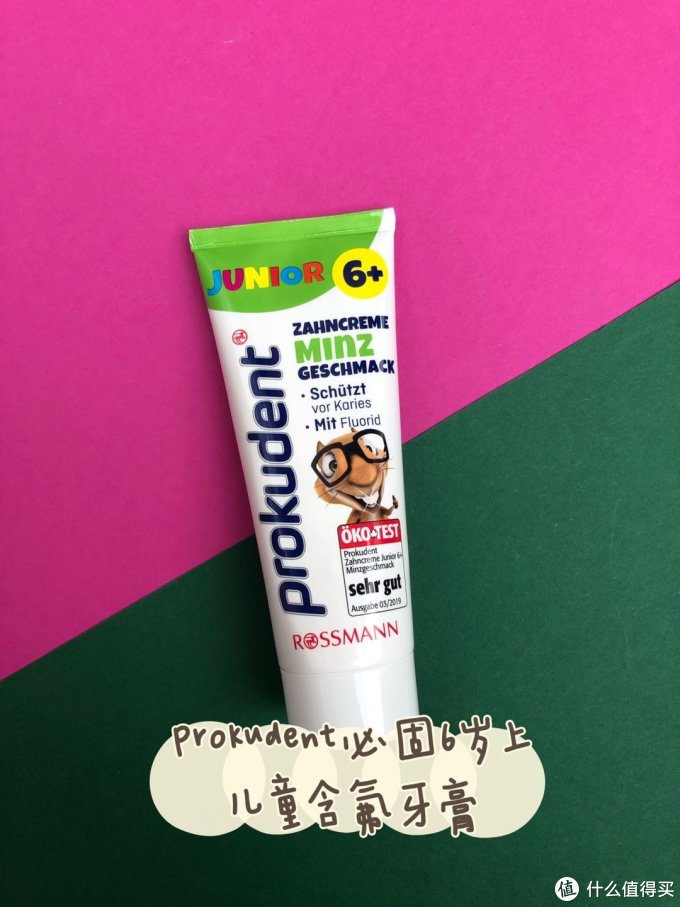 JUNIOR 6+
prokudent
ZAHNCREME
MINZ
GESCHMACK
· Schützt
vor Karies
· Mit Fluorid
ÖKO-TEST
Prokudent
Zahncreme Junior 6+
Minzgeschmack
sehr gut
Ausgabe 03/2019
ROSSMANN
Prokudent必固6岁上
儿童含氟牙膏
值 什么值得买